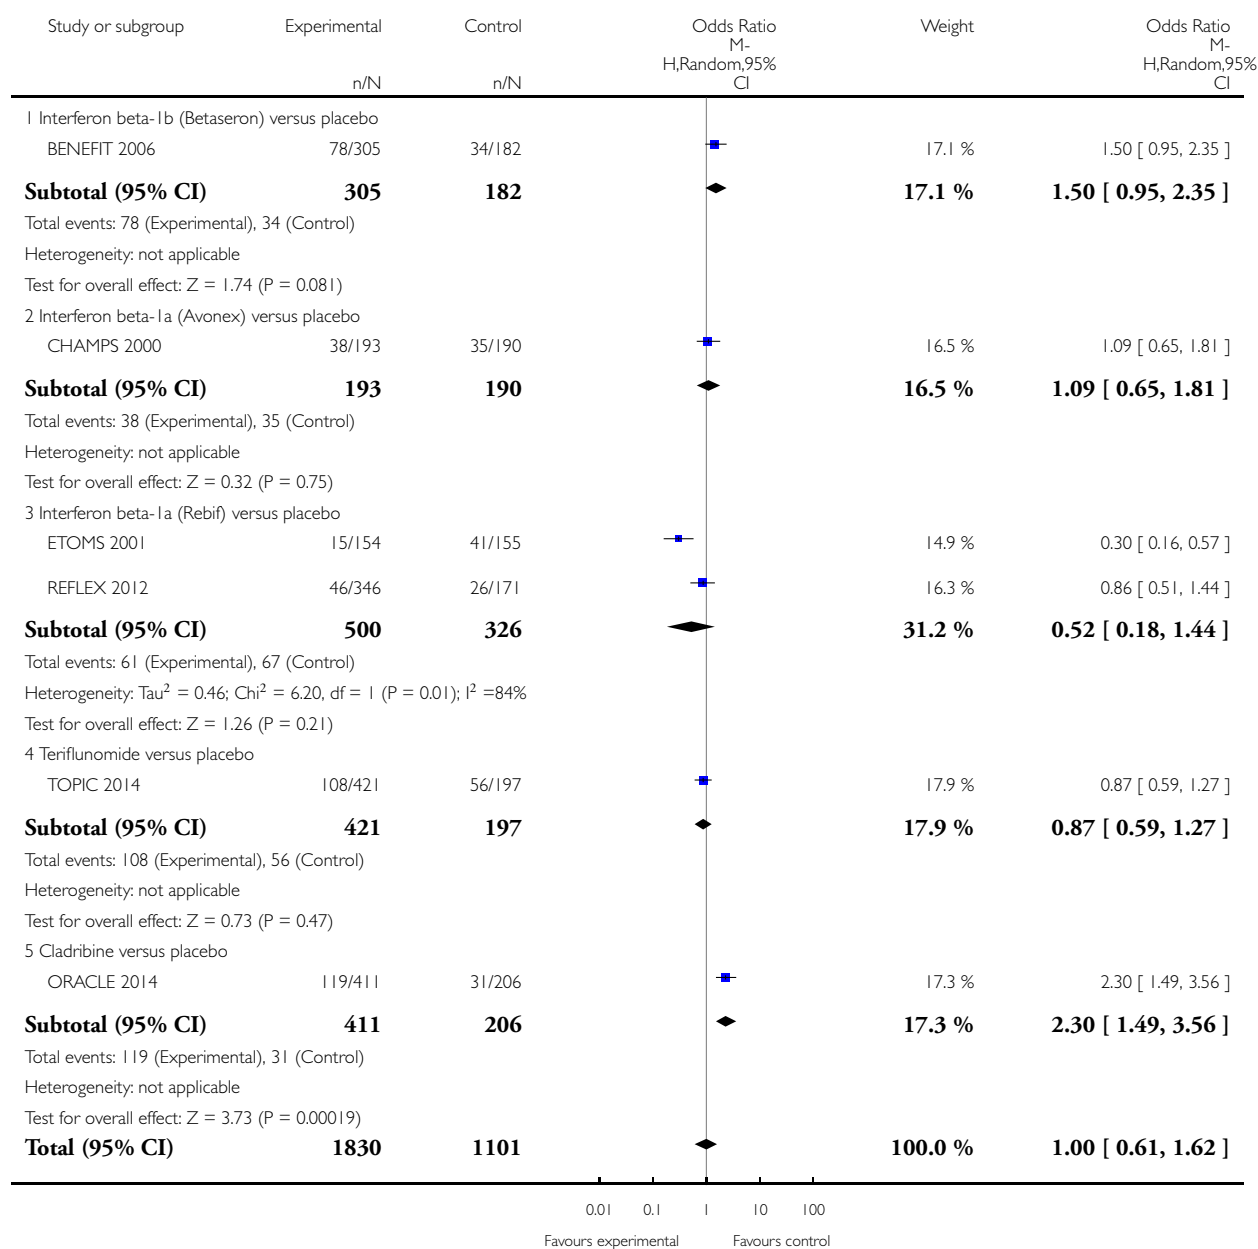 Study or subgroup Experimental Control Odds Ratio Weight Odds Ratio
M- M-
H,Random,95% H,Random,95%
n/N n/N CI CI
1 Interferon beta-1b (Betaseron) versus placebo
BENEFIT 2006 78/305 34/182 17.1 % 1.50 [ 0.95, 2.35 ]
Subtotal (95% CI) 305 182 17.1 % 1.50 [ 0.95, 2.35 ]
Total events: 78 (Experimental), 34 (Control)
Heterogeneity: not applicable
Test for overall effect: Z = 1.74 (P = 0.081)
2 Interferon beta-1a (Avonex) versus placebo
CHAMPS 2000 38/193 35/190 16.5 % 1.09 [ 0.65, 1.81 ]
Subtotal (95% CI) 193 190 16.5 % 1.09 [ 0.65, 1.81 ]
Total events: 38 (Experimental), 35 (Control)
Heterogeneity: not applicable
Test for overall effect: Z = 0.32 (P = 0.75)
3 Interferon beta-1a (Rebif) versus placebo
ETOMS 2001 15/154 41/155 14.9 % 0.30 [ 0.16, 0.57 ]
REFLEX 2012 46/346 26/171 16.3 % 0.86 [ 0.51, 1.44 ]
Subtotal (95% CI) 500 326 31.2 % 0.52 [ 0.18, 1.44 ]
Total events: 61 (Experimental), 67 (Control)
Heterogeneity: Tau² = 0.46; Chi² = 6.20, df = 1 (P = 0.01); I² =84%
Test for overall effect: Z = 1.26 (P = 0.21)
4 Teriflunomide versus placebo
TOPIC 2014 108/421 56/197 17.9 % 0.87 [ 0.59, 1.27 ]
Subtotal (95% CI) 421 197 17.9 % 0.87 [ 0.59, 1.27 ]
Total events: 108 (Experimental), 56 (Control)
Heterogeneity: not applicable
Test for overall effect: Z = 0.73 (P = 0.47)
5 Cladribine versus placebo
ORACLE 2014 119/411 31/206 17.3 % 2.30 [ 1.49, 3.56 ]
Subtotal (95% CI) 411 206 17.3 % 2.30 [ 1.49, 3.56 ]
Total events: 119 (Experimental), 31 (Control)
Heterogeneity: not applicable
Test for overall effect: Z = 3.73 (P = 0.00019)
Total (95% CI) 1830 1101 100.0 % 1.00 [ 0.61, 1.62 ]
0.01 0.1 1 10 100
Favours experimental Favours control